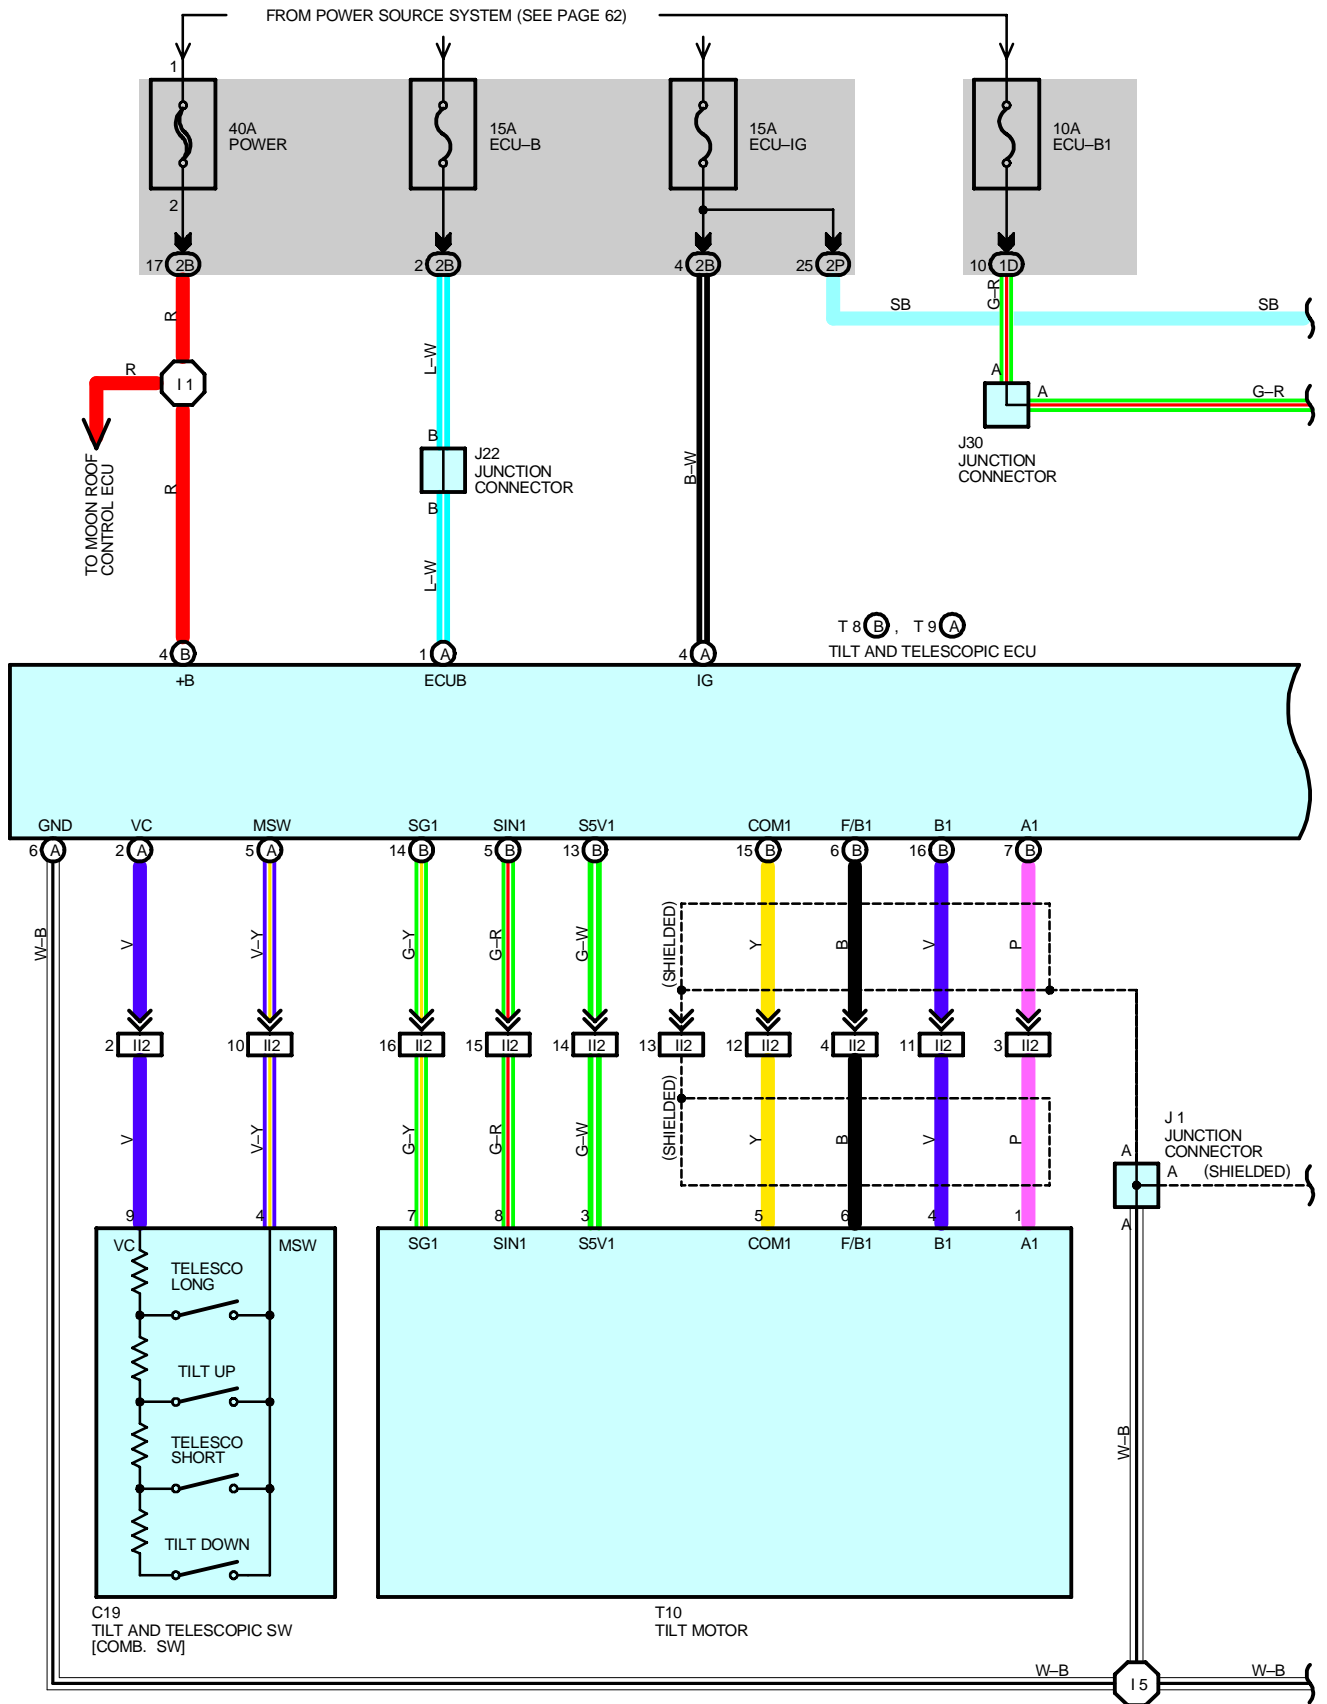 FROM POWER SOURCE SYSTEM (SEE PAGE 62)
1
40A
POWER
15A
ECU–B
15A
ECU–IG
10A
ECU–B1
2
17 2B
2 2B
4 2B
25 2P
10 1D
R
L–W
B–W
SB
G–R
SB
R
I 1
A
A
G–R
J30
JUNCTION
CONNECTOR
TO MOON ROOF
CONTROL ECU
R
B
J22
JUNCTION
CONNECTOR
B
L–W
T 8 B , T 9 A
TILT AND TELESCOPIC ECU
4 B
1 A
4 A
+B
ECUB
IG
GND
VC
MSW
SG1
SIN1
S5V1
COM1
F/B1
B1
A1
6 A
2 A
5 A
14 B
5 B
13 B
15 B
6 B
16 B
7 B
W–B
V
V–Y
G–Y
G–R
G–W
(SHIELDED)
Y
B
V
P
2 II2
10 II2
16 II2
15 II2
14 II2
13 II2
12 II2
4 II2
11 II2
3 II2
V
V–Y
G–Y
G–R
G–W
(SHIELDED)
Y
B
V
P
J 1
JUNCTION
CONNECTOR
A
A (SHIELDED)
A
9
4
7
8
3
5
6
4
1
VC
MSW
SG1
SIN1
S5V1
COM1
F/B1
B1
A1
TELESCO
LONG
TILT UP
TELESCO
SHORT
TILT DOWN
W–B
C19
TILT AND TELESCOPIC SW
[COMB. SW]
T10
TILT MOTOR
W–B
I 5
W–B